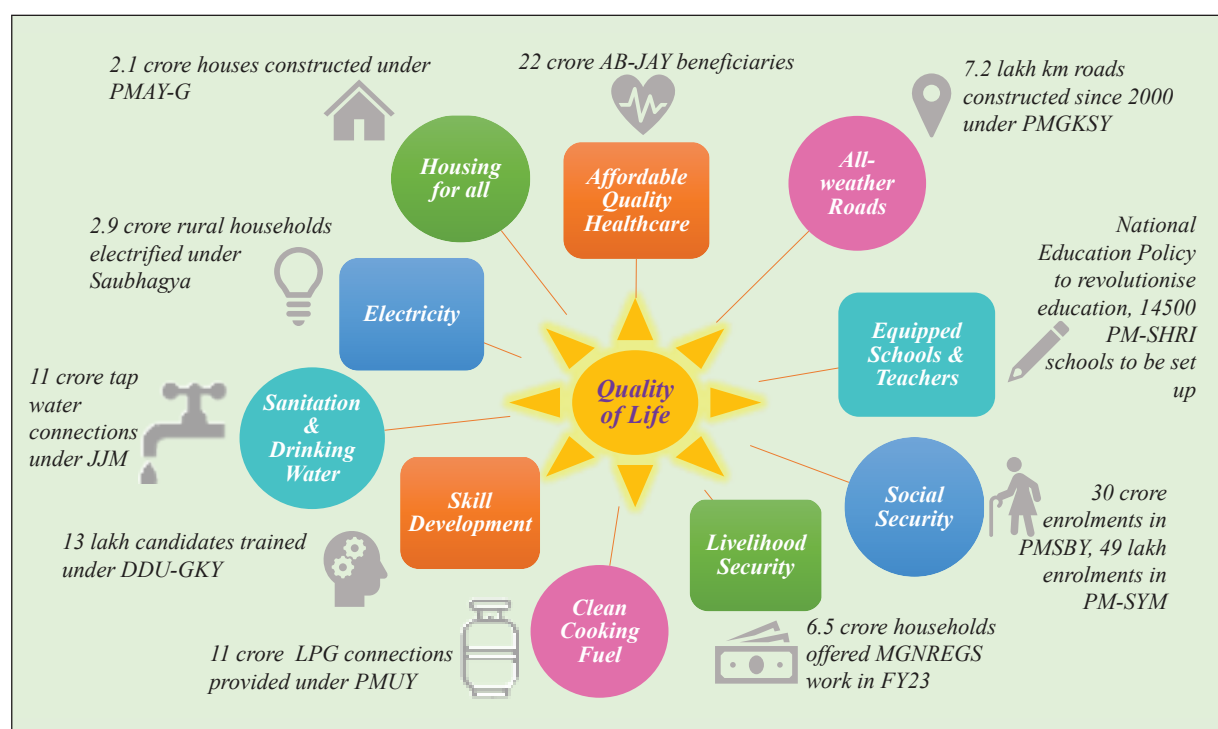 2.1 crore houses constructed under
PMAY-G
22 crore AB-JAY beneficiaries
7.2 lakh km roads
constructed since 2000
under PMGKSY
Housing
for all
Affordable
Quality
Healthcare
All-
weather
Roads
2.9 crore rural households
electrified under
Saubhagya
Electricity
National
Education Policy
to revolutionise
education, 14500
PM-SHRI
schools to be set
up
Equipped
Schools &
Teachers
Quality
of Life
11 crore tap
water
connections
under JJM
Sanitation
&
Drinking
Water
Skill
Development
Social
Security
30 crore
enrolments in
PMSBY, 49 lakh
enrolments in
PM-SYM
13 lakh candidates trained
under DDU-GKY
Livelihood
Security
Clean
Cooking
Fuel
11 crore LPG connections
provided under PMUY
6.5 crore households
offered MGNREGS
work in FY23